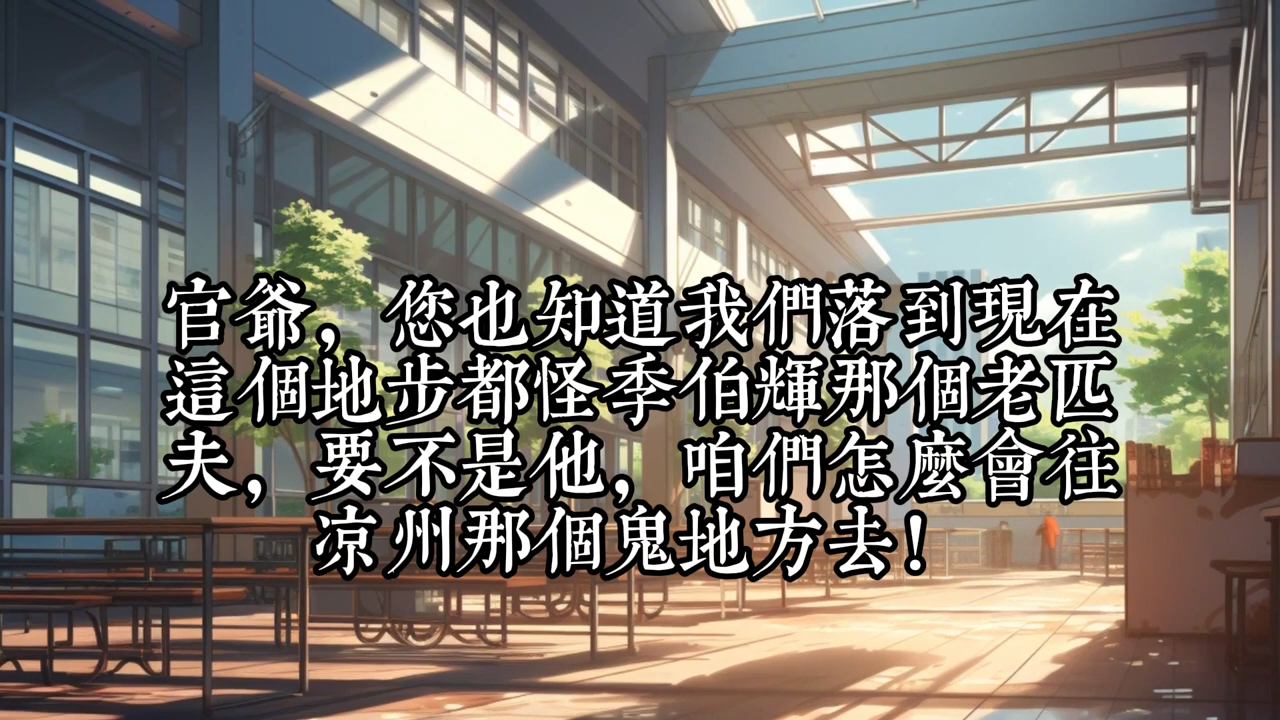 官爺，您也知道我們落到現在
這個地步都怪季伯輝那個老匹
夫，要不是他，咱們怎麼會往
凉州那個鬼地方去！